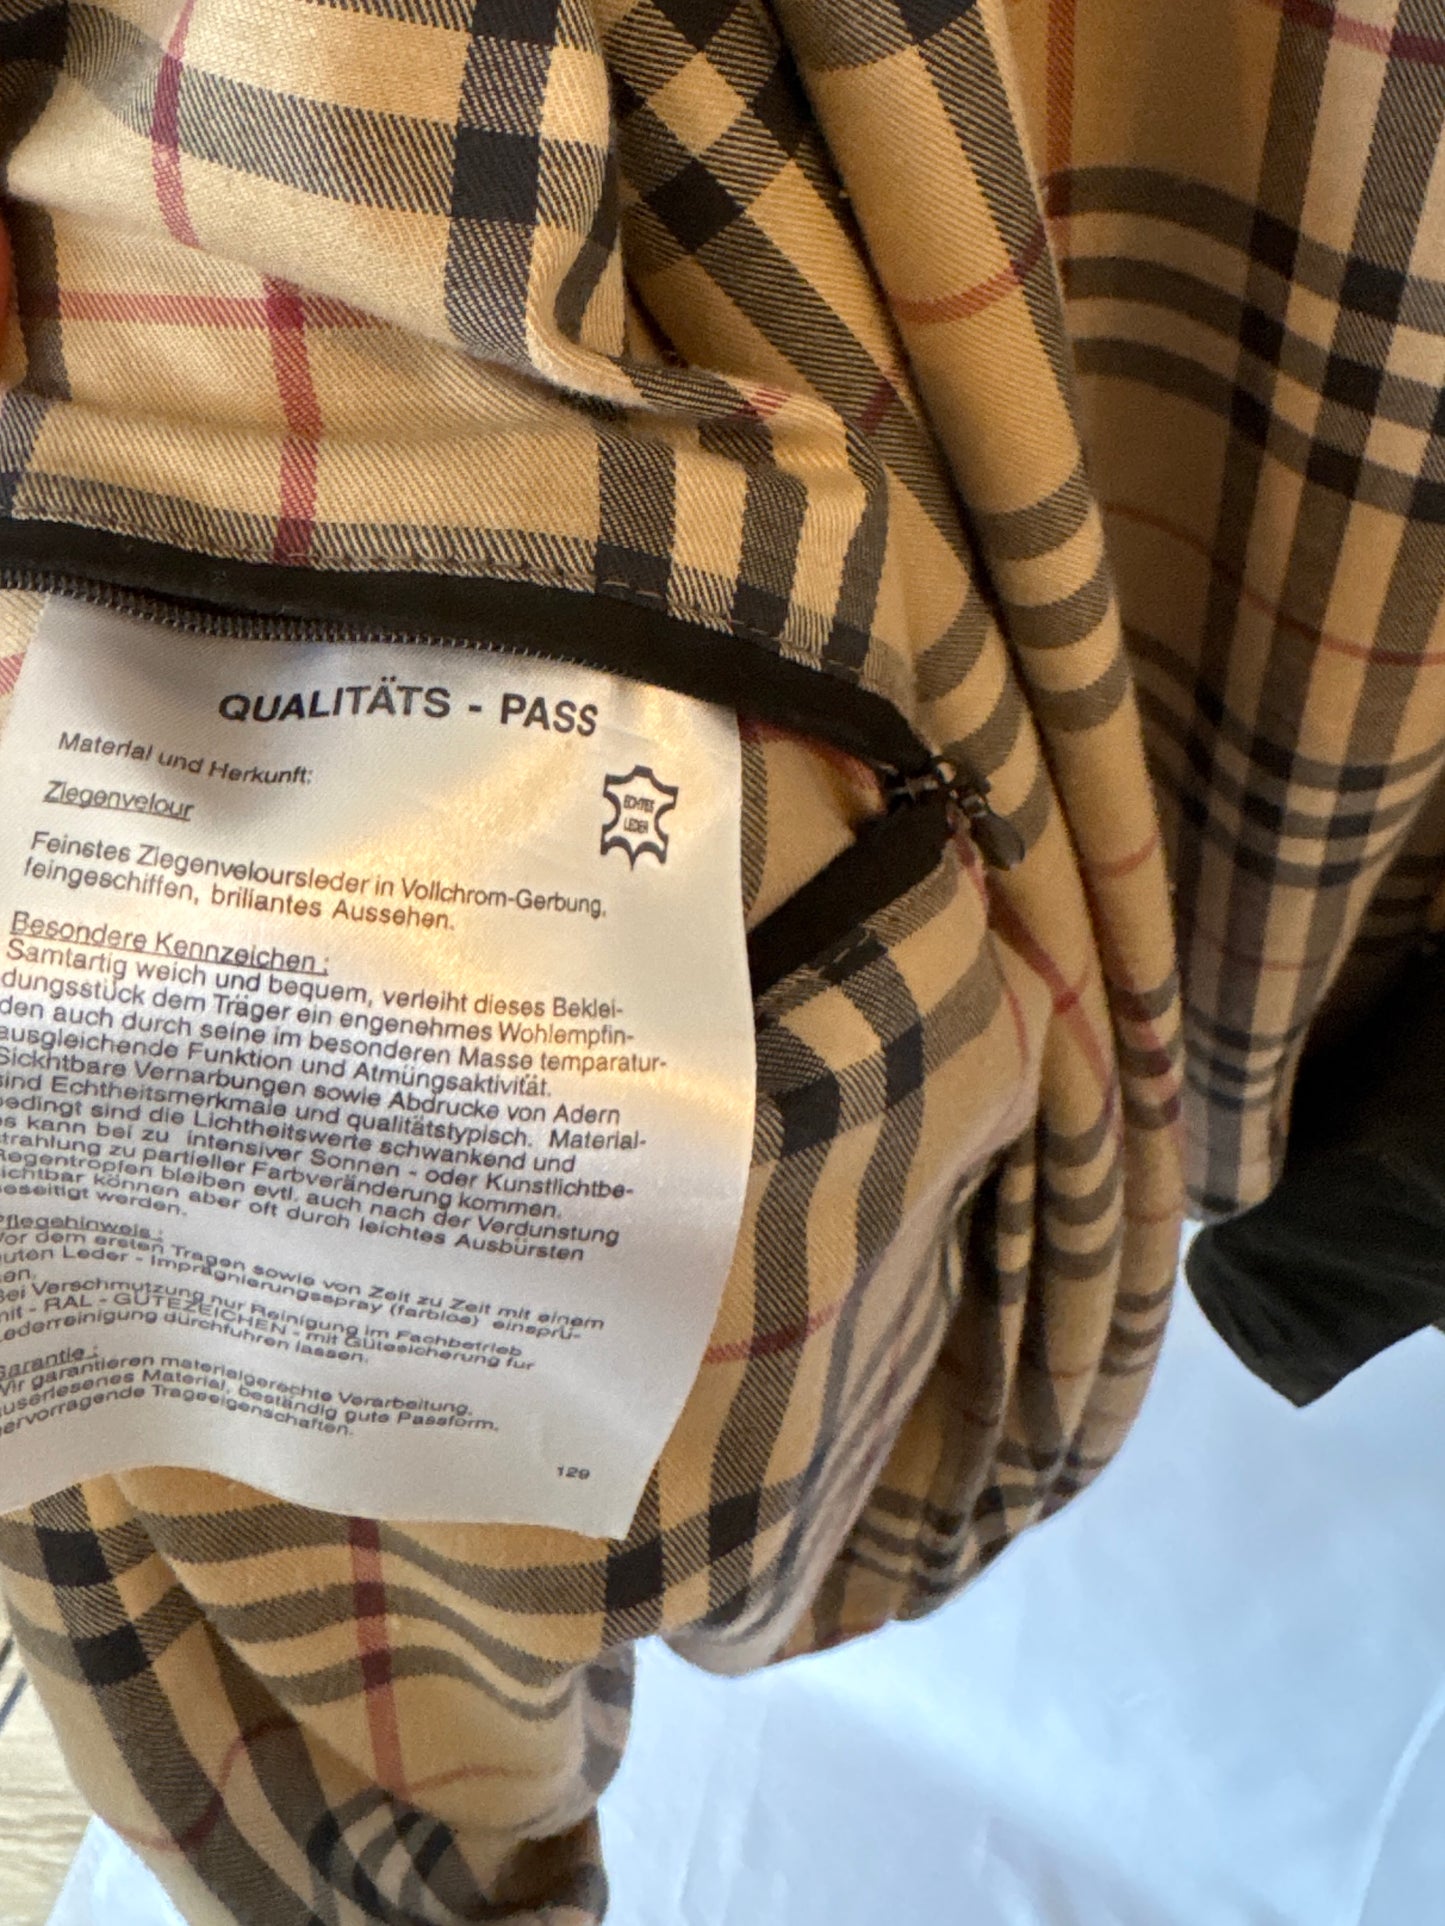 QUALITÄTS - PASS
Material und Herkunft:
ECHTES
LEDER
Ziegenvelour
Feinstes Ziegenveloursleder in Vollchrom-Gerbung,
feingeschiffen, briliantes Aussehen.
Besondere Kennzeichen :
Samtartig weich und bequem, verleiht dieses Beklei-
dungsstück dem Träger ein engenehmes Wohlempfin-
den auch durch seine im besonderen Masse temperatur-
ausgleichende Funktion und Atmüngsaktivität.
Sickhtbare Vernarbungen sowie Abdrucke von Adern
sind Echtheitsmerkmale und qualitätstypisch. Material-
bedingt sind die Lichtheitswerte schwankend und
es kann bei zu intensiver Sonnen - oder Kunstlichtbe-
strahlung zu partieller Farbveränderung kommen.
Regentropfen bleiben evtl. auch nach der Verdunstung
sichtbar können aber oft durch leichtes Ausbürsten
beseitigt werden.
Pflegehinweis :
Vor dem ersten Tragen sowie von Zeit zu Zeit mit einem
guten Leder - Imprägnierungsspray (farblos) einsprü-
en.
Bei Verschmutzung nur Reinigung im Fachbetrieb
mit - RAL - GÜTEZEICHEN - mit Gütesicherung für
Lederreinigung durchführen lassen.
Garantie :
Wir garantieren materialgerechte Verarbeitung,
auserlesenes Material, beständig gute Passform,
hervorragende Trageeigenschaften.
129